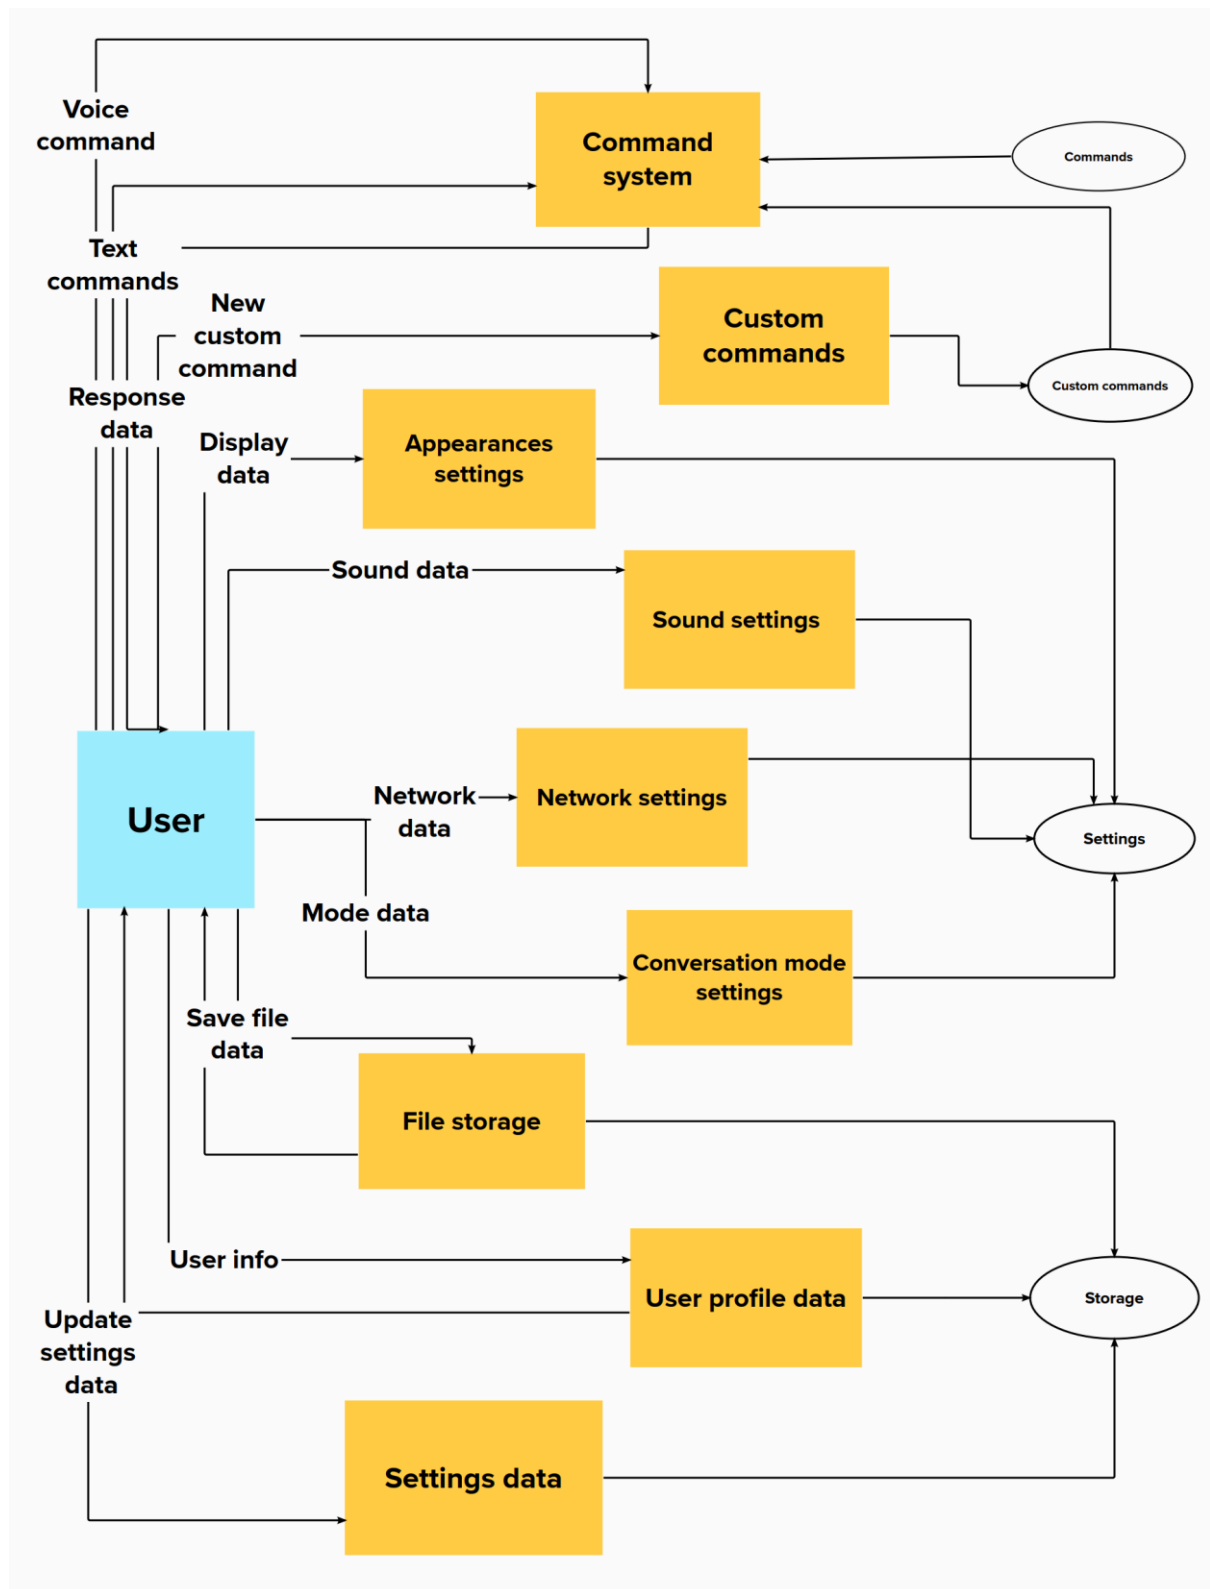 Voice
command
Command
system
Commands
Text
commands
New
custom
command
Custom
commands
Custom commands
Response
data
Display
data
Appearances
settings
Sound data
Sound settings
User
Network
data
Network settings
Settings
Mode data
Conversation mode
settings
Save file
data
File storage
User info
User profile data
Storage
Update
settings
data
Settings data